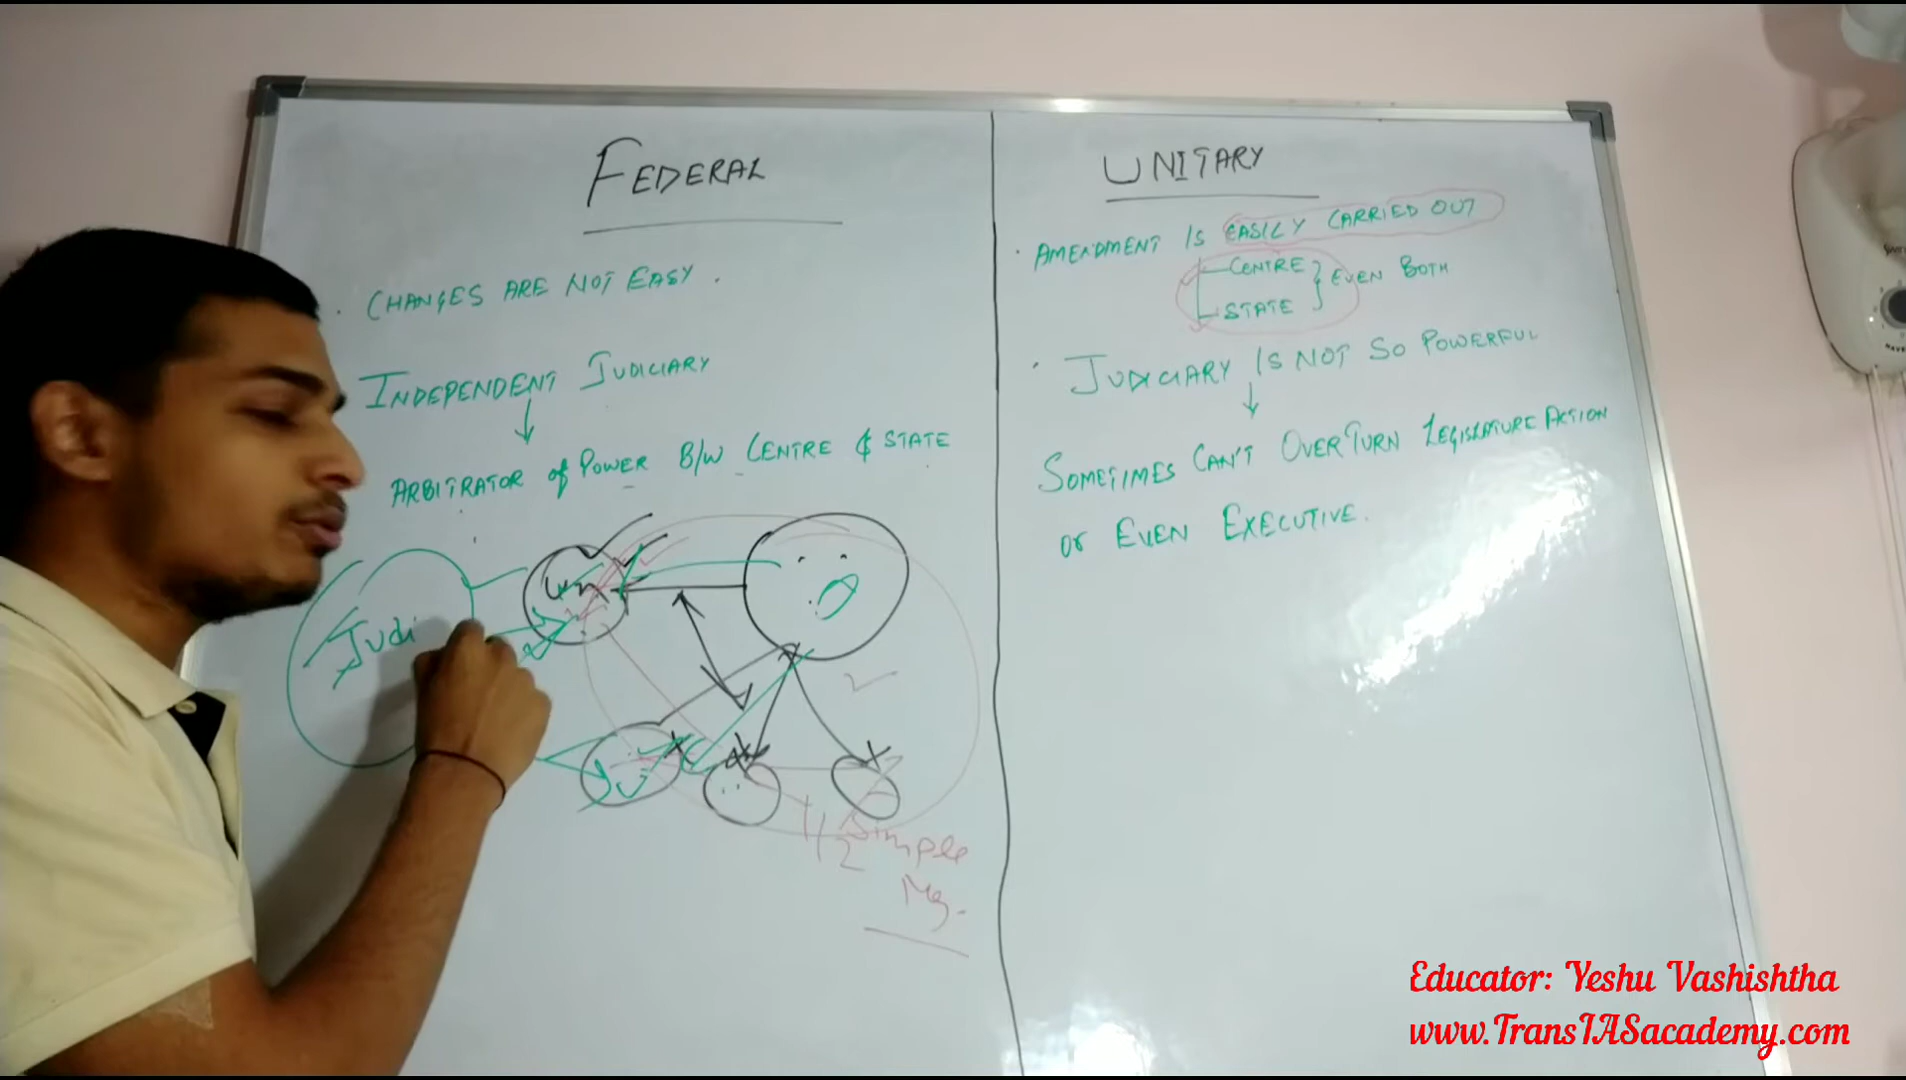 FEDERAL
· CHANGES ARE NOT EASY.
INDEPENDENT JUDICIARY
ARBITRATOR of POWER B/W CENTRE & STATE
Judi
1/2 Simple
UNITARY
· AMENDMENT IS EASILY CARRIED OUT
CENTRE } EVEN BOTH
STATE
· JUDICIARY IS NOT SO POWERFUL
SOMETIMES CAN'T OVERTURN LEGISLATURE ACTION
or EVEN EXECUTIVE.
Educator: Yeshu Vashishtha
www.TransIASacademy.com